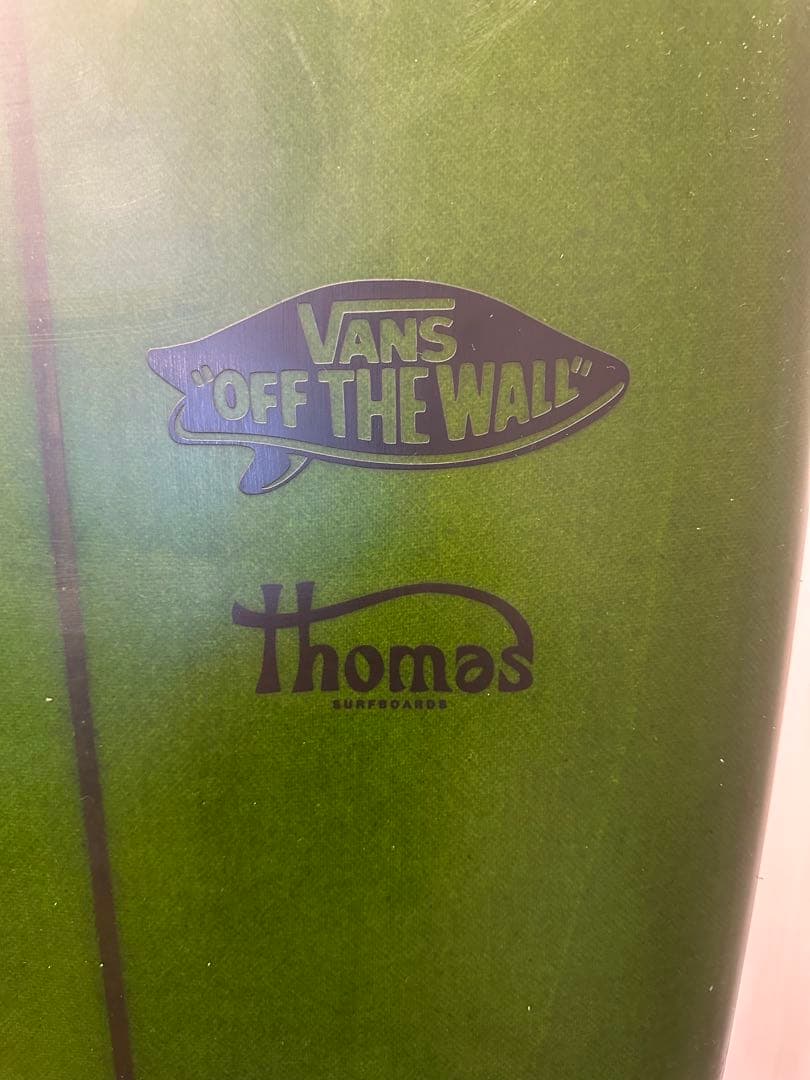 VANS
"OFF THE WALL"
Thomas
SURFBOARDS